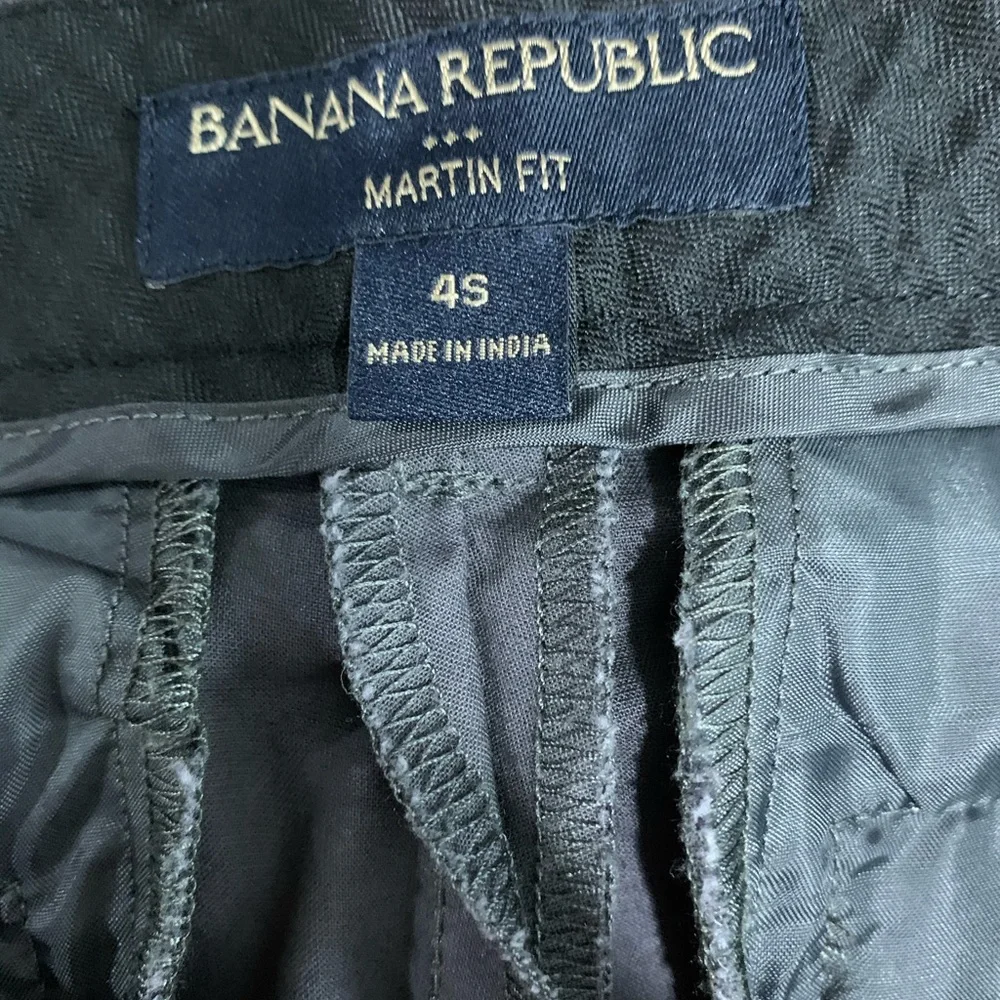 BANANA REPUBLIC
MARTIN FIT
4S
MADE IN INDIA